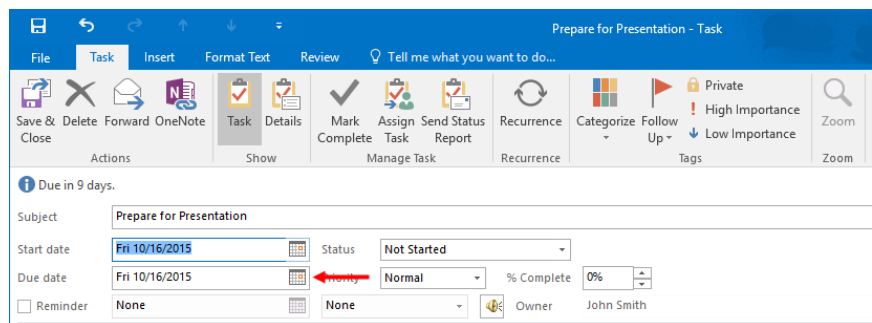 Prepare for Presentation - Task
File Task Insert Format Text Review Tell me what you want to do...
Save & Close Delete Forward OneNote Task Details Mark Complete Assign Task Send Status Report Recurrence Categorize Follow Up Private
High Importance
Low Importance
Zoom
Actions Show Manage Task Recurrence Tags Zoom
Due in 9 days.
Subject Prepare for Presentation
Start date Fri 10/16/2015 Status Not Started
Due date Fri 10/16/2015 Priority Normal % Complete 0%
Reminder None None Owner John Smith